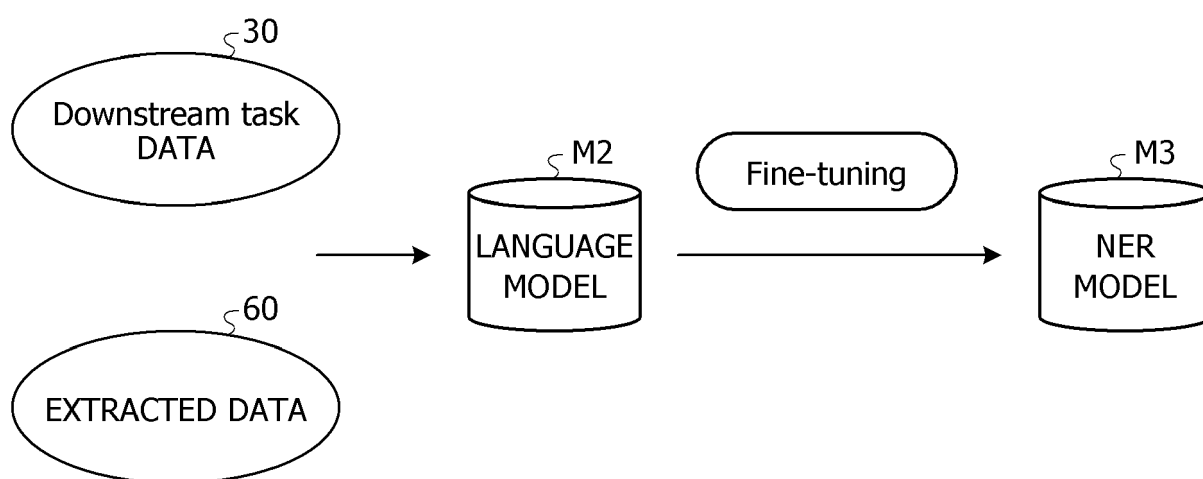 30
Downstream task
DATA
M2
LANGUAGE
MODEL
Fine-tuning
M3
NER
MODEL
60
EXTRACTED DATA